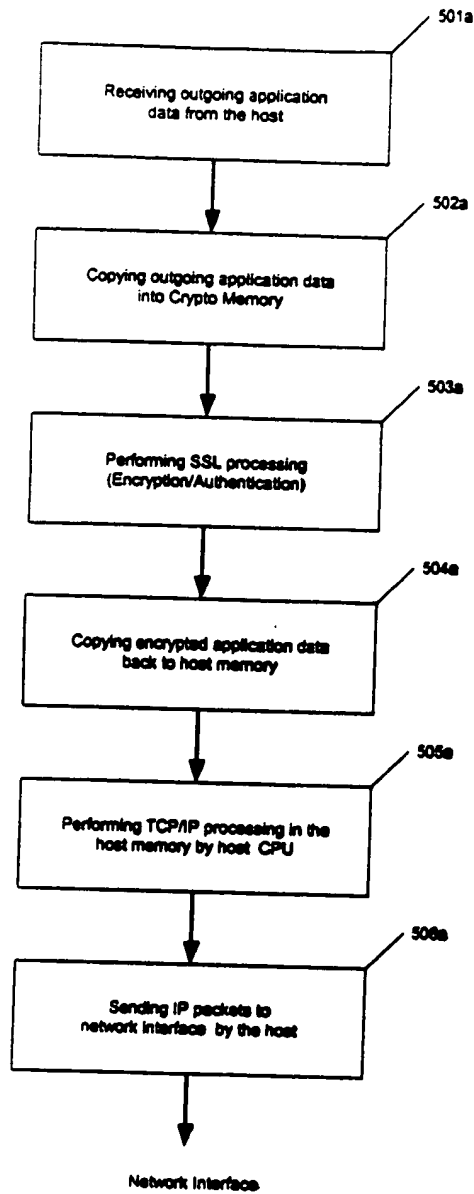 501a
Receiving outgoing application
data from the host
502a
Copying outgoing application data
into Crypto Memory
503a
Performing SSL processing
(Encryption/Authentication)
504a
Copying encrypted application data
back to host memory
505a
Performing TCP/IP processing in the
host memory by host CPU
506a
Sending IP packets to
network interface by the host
Network Interface